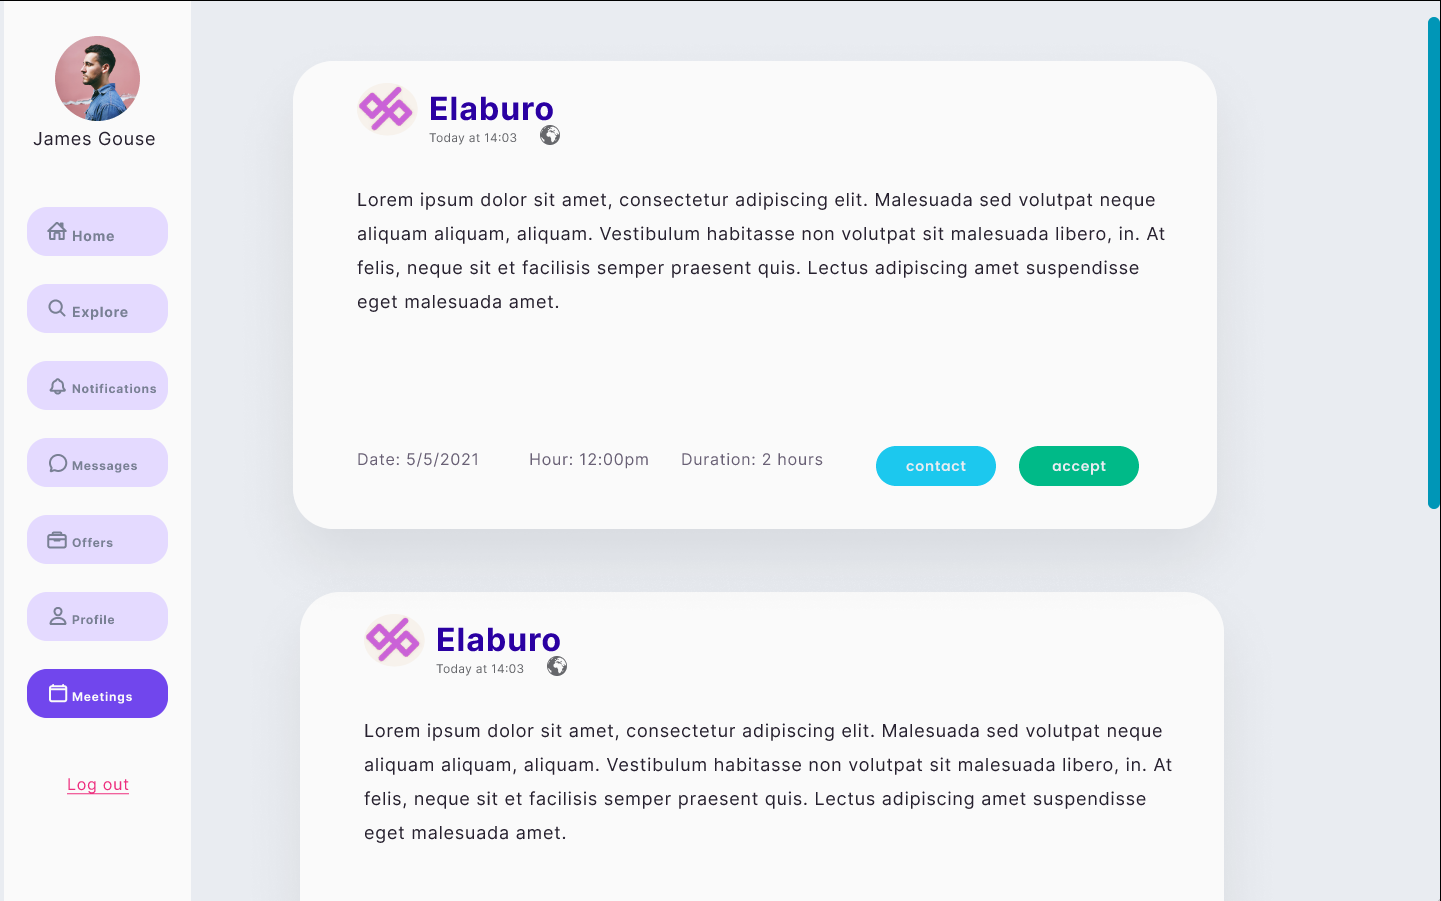 James Gouse
Home
Explore
Notifications
Messages
Offers
Profile
Meetings
Log out
Elaburo
Today at 14:03
Lorem ipsum dolor sit amet, consectetur adipiscing elit. Malesuada sed volutpat neque
aliquam aliquam, aliquam. Vestibulum habitasse non volutpat sit malesuada libero, in. At
felis, neque sit et facilisis semper praesent quis. Lectus adipiscing amet suspendisse
eget malesuada amet.
Date: 5/5/2021 Hour: 12:00pm Duration: 2 hours contact accept
Elaburo
Today at 14:03
Lorem ipsum dolor sit amet, consectetur adipiscing elit. Malesuada sed volutpat neque
aliquam aliquam, aliquam. Vestibulum habitasse non volutpat sit malesuada libero, in. At
felis, neque sit et facilisis semper praesent quis. Lectus adipiscing amet suspendisse
eget malesuada amet.